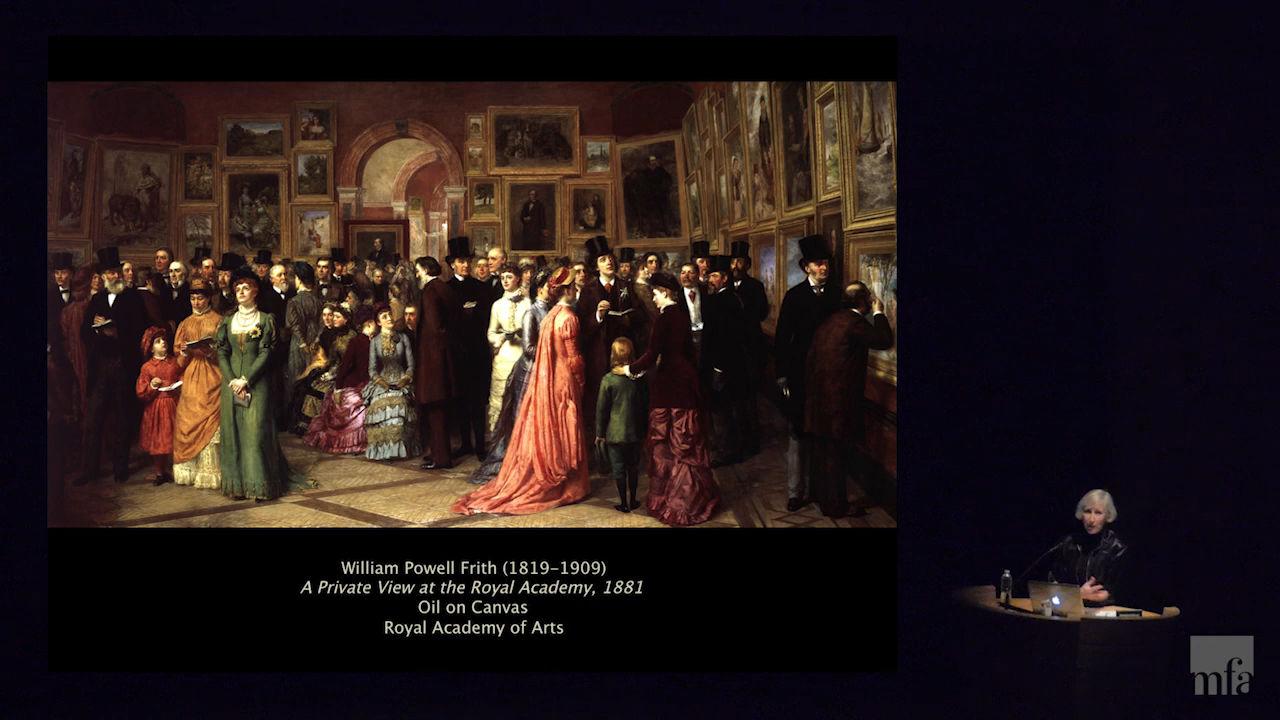 William Powell Frith (1819–1909)
A Private View at the Royal Academy, 1881
Oil on Canvas
Royal Academy of Arts
mfa